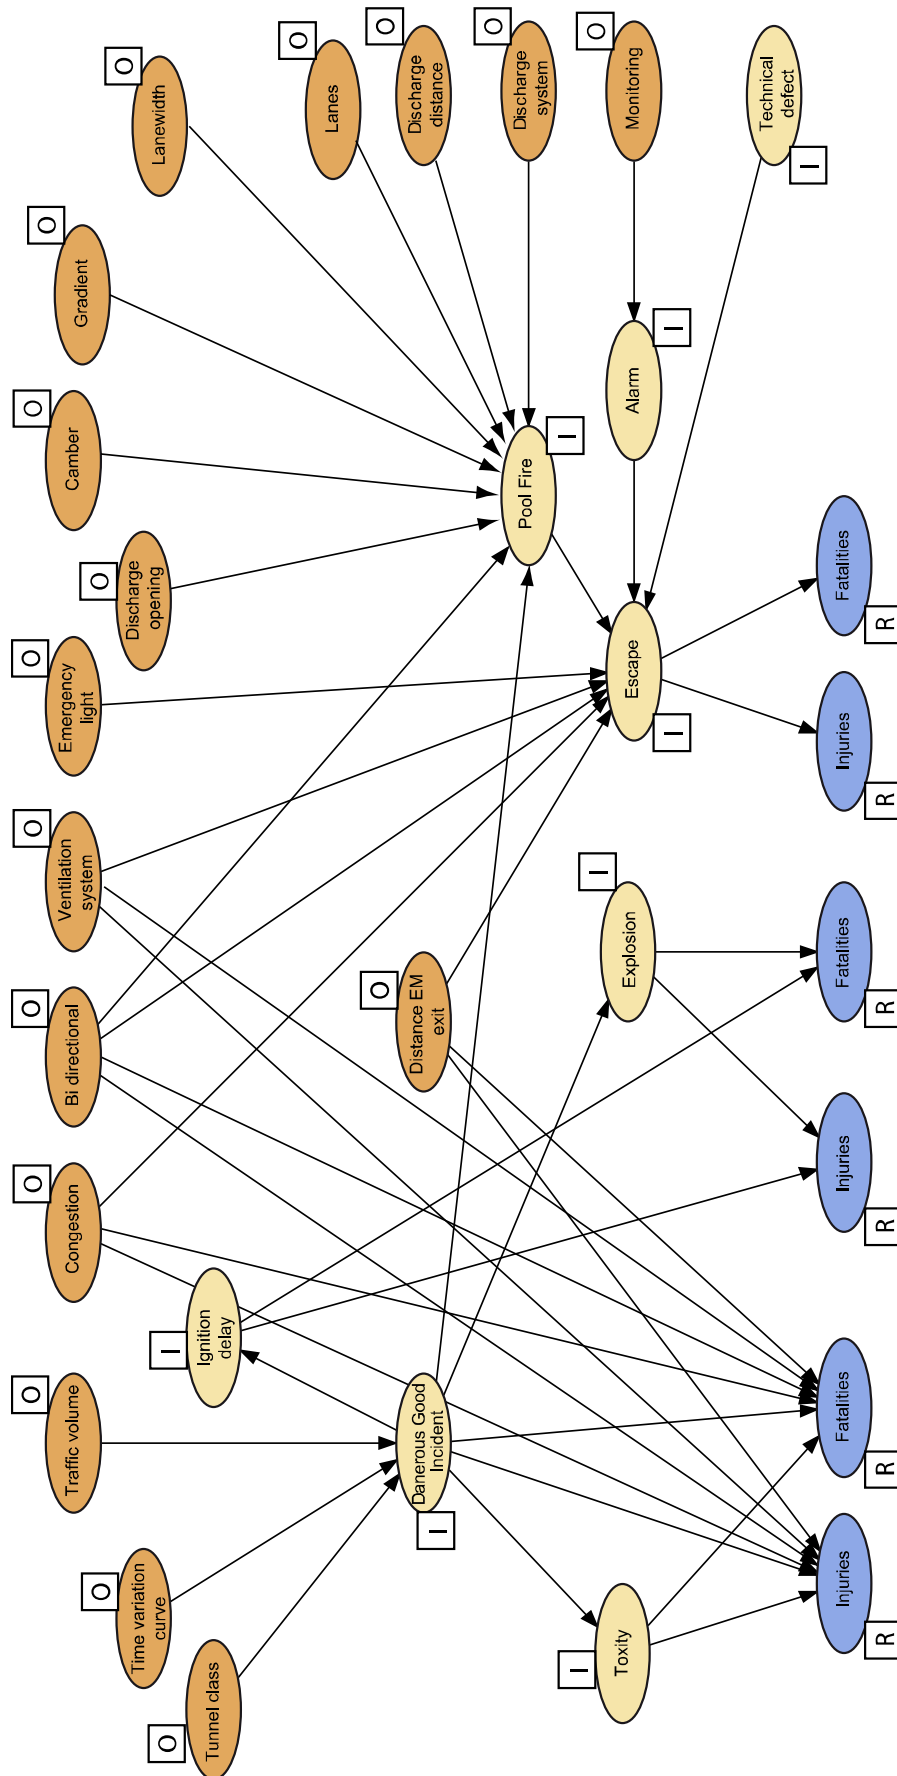 O
Traffic volume
O
Congestion
O
Bi directional
O
Ventilation
system
O
Emergency
light
O
Camber
O
Gradient
O
Time variation
curve
O
Discharge
opening
O
Lanewidth
O
Tunnel class
I
Ignition
delay
O
Lanes
Danerous Good
Incident
I
O
Distance EM
exit
O
Discharge
distance
Pool Fire
I
O
Discharge
system
I
Toxity
I
Explosion
Escape
I
Alarm
I
O
Monitoring
Technical
defect
I
Injuries
R
Fatalities
R
Injuries
R
Fatalities
R
Injuries
R
Fatalities
R